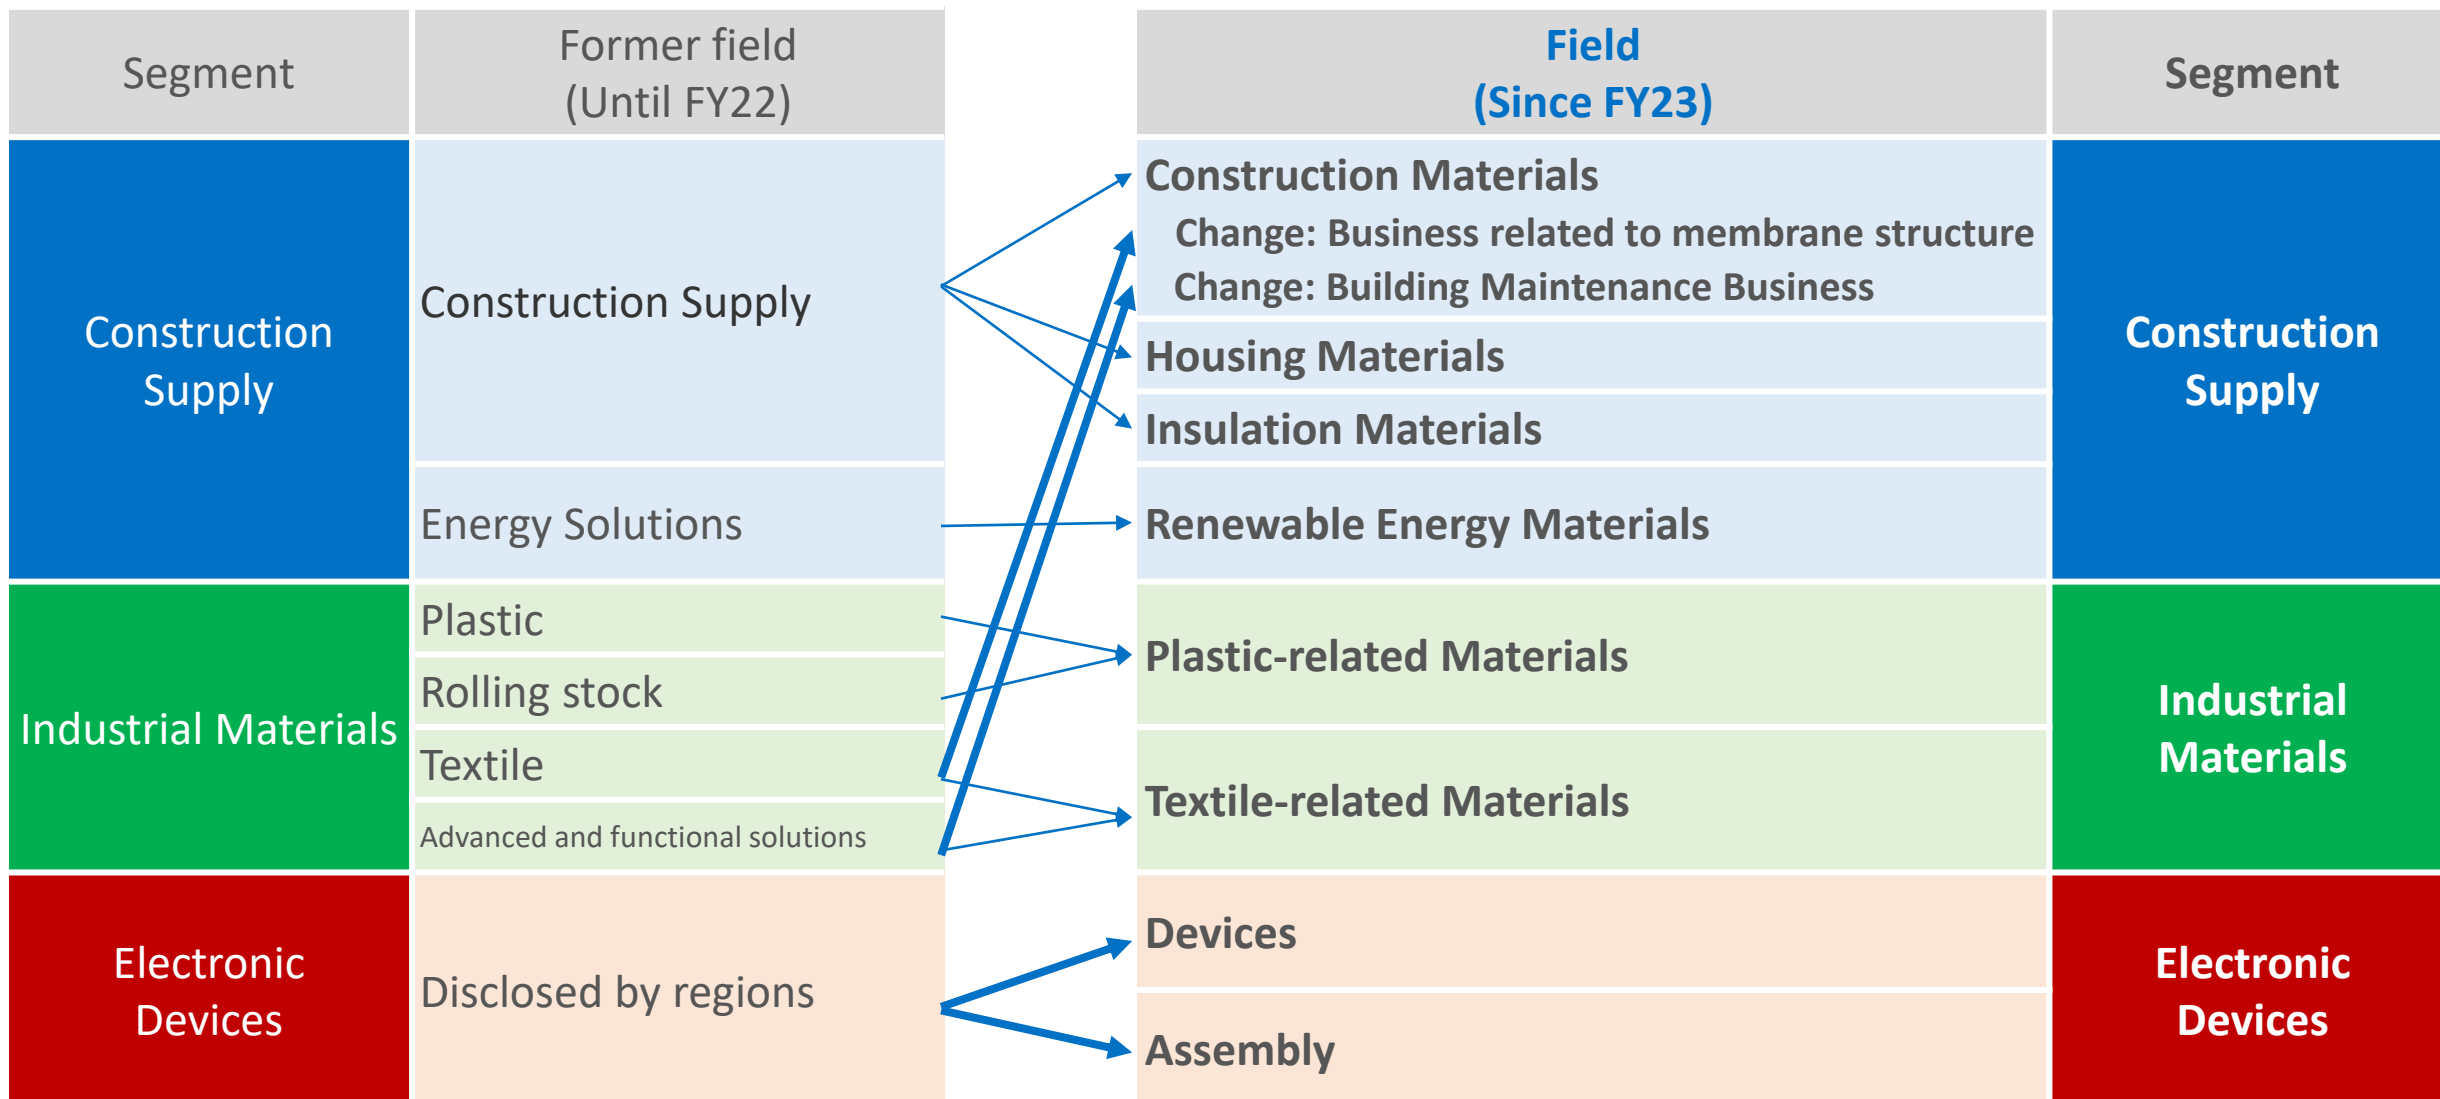 Segment
Former field
(Until FY22)
Field
(Since FY23)
Segment
Construction
Supply
Construction Supply
Energy Solutions
Construction Materials
Change: Business related to membrane structure
Change: Building Maintenance Business
Housing Materials
Insulation Materials
Renewable Energy Materials
Construction
Supply
Industrial Materials
Plastic
Rolling stock
Textile
Advanced and functional solutions
Plastic-related Materials
Textile-related Materials
Industrial
Materials
Electronic
Devices
Disclosed by regions
Devices
Assembly
Electronic
Devices